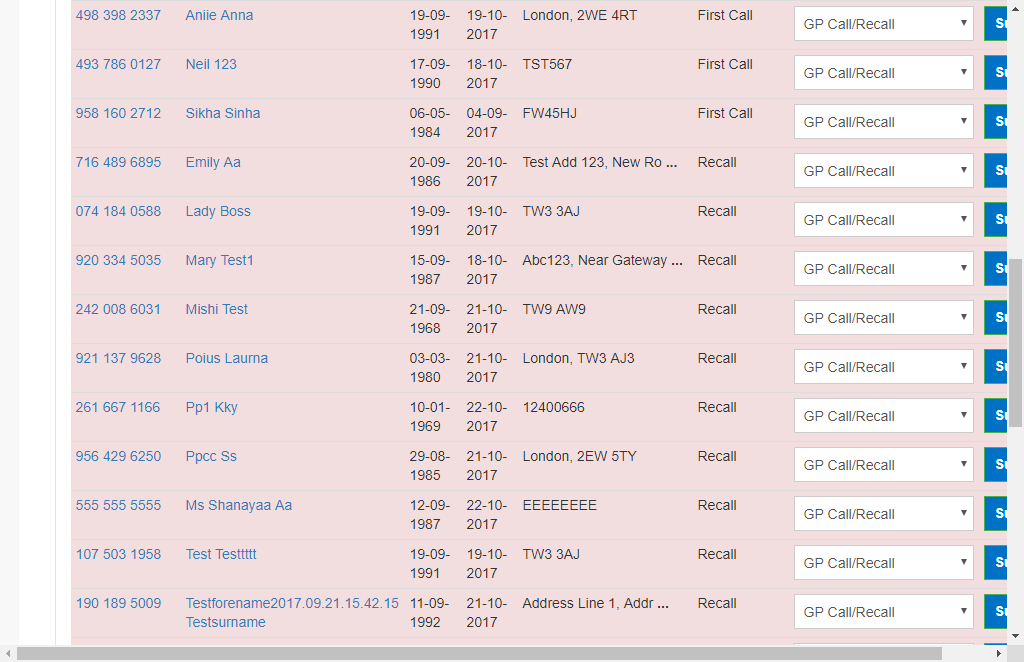 498 398 2337 Aniie Anna 19-09- 19-10- London, 2WE 4RT First Call GP Call/Recall Su
1991 2017
493 786 0127 Neil 123 17-09- 18-10- TST567 First Call GP Call/Recall Su
1990 2017
958 160 2712 Sikha Sinha 06-05- 04-09- FW45HJ First Call GP Call/Recall Su
1984 2017
716 489 6895 Emily Aa 20-09- 20-10- Test Add 123, New Ro ... Recall GP Call/Recall Su
1986 2017
074 184 0588 Lady Boss 19-09- 19-10- TW3 3AJ Recall GP Call/Recall Su
1991 2017
920 334 5035 Mary Test1 15-09- 18-10- Abc123, Near Gateway ... Recall GP Call/Recall Su
1987 2017
242 008 6031 Mishi Test 21-09- 21-10- TW9 AW9 Recall GP Call/Recall Su
1968 2017
921 137 9628 Poius Laurna 03-03- 21-10- London, TW3 AJ3 Recall GP Call/Recall Su
1980 2017
261 667 1166 Pp1 Kky 10-01- 22-10- 12400666 Recall GP Call/Recall Su
1969 2017
956 429 6250 Ppcc Ss 29-08- 21-10- London, 2EW 5TY Recall GP Call/Recall Su
1985 2017
555 555 5555 Ms Shanayaa Aa 12-09- 22-10- EEEEEEEE Recall GP Call/Recall Su
1987 2017
107 503 1958 Test Testtttt 19-09- 19-10- TW3 3AJ Recall GP Call/Recall Su
1991 2017
190 189 5009 Testforename2017.09.21.15.42.15 11-09- 21-10- Address Line 1, Addr ... Recall GP Call/Recall Su
Testsurname 1992 2017